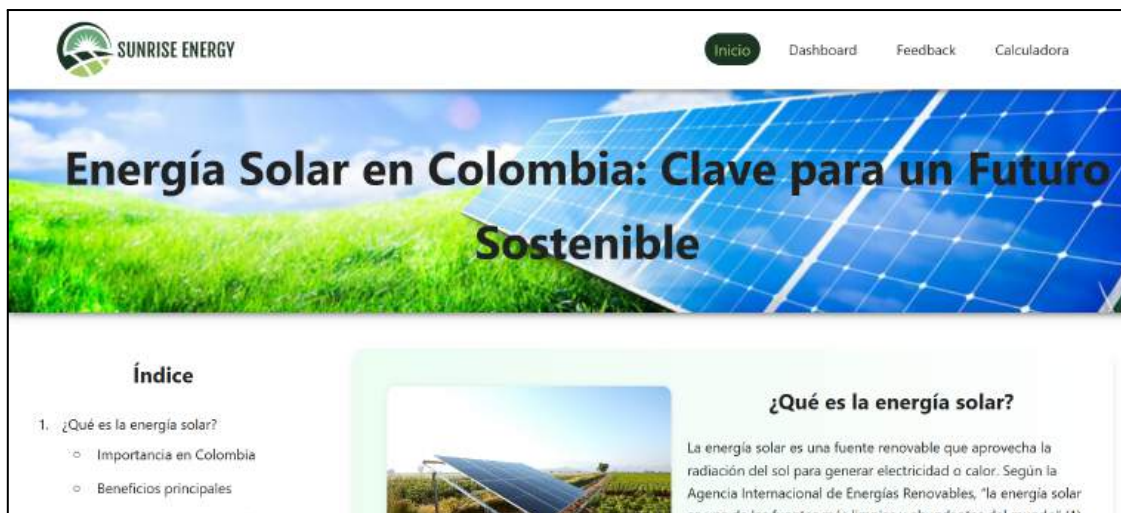 SUNRISE ENERGY
Inicio Dashboard Feedback Calculadora
Energía Solar en Colombia: Clave para un Futuro
Sostenible
Índice
1. ¿Qué es la energía solar?
○ Importancia en Colombia
○ Beneficios principales
¿Qué es la energía solar?
La energía solar es una fuente renovable que aprovecha la
radiación del sol para generar electricidad o calor. Según la
Agencia Internacional de Energías Renovables, "la energía solar